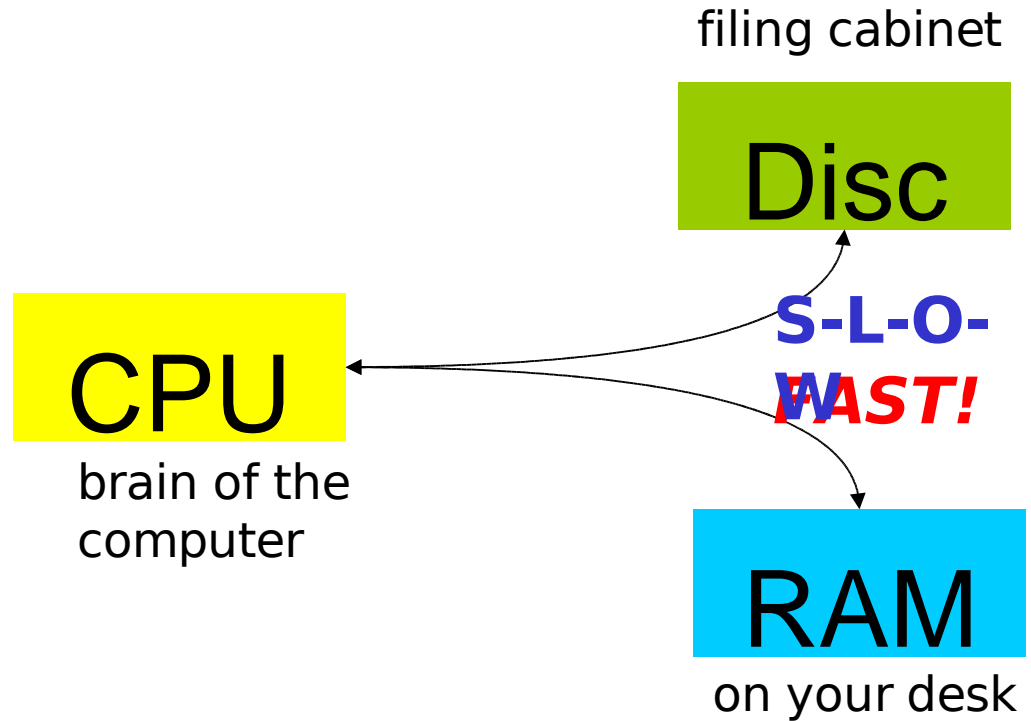 filing cabinet
Disc
S-L-O-
W
FAST!
CPU
brain of the
computer
RAM
on your desk